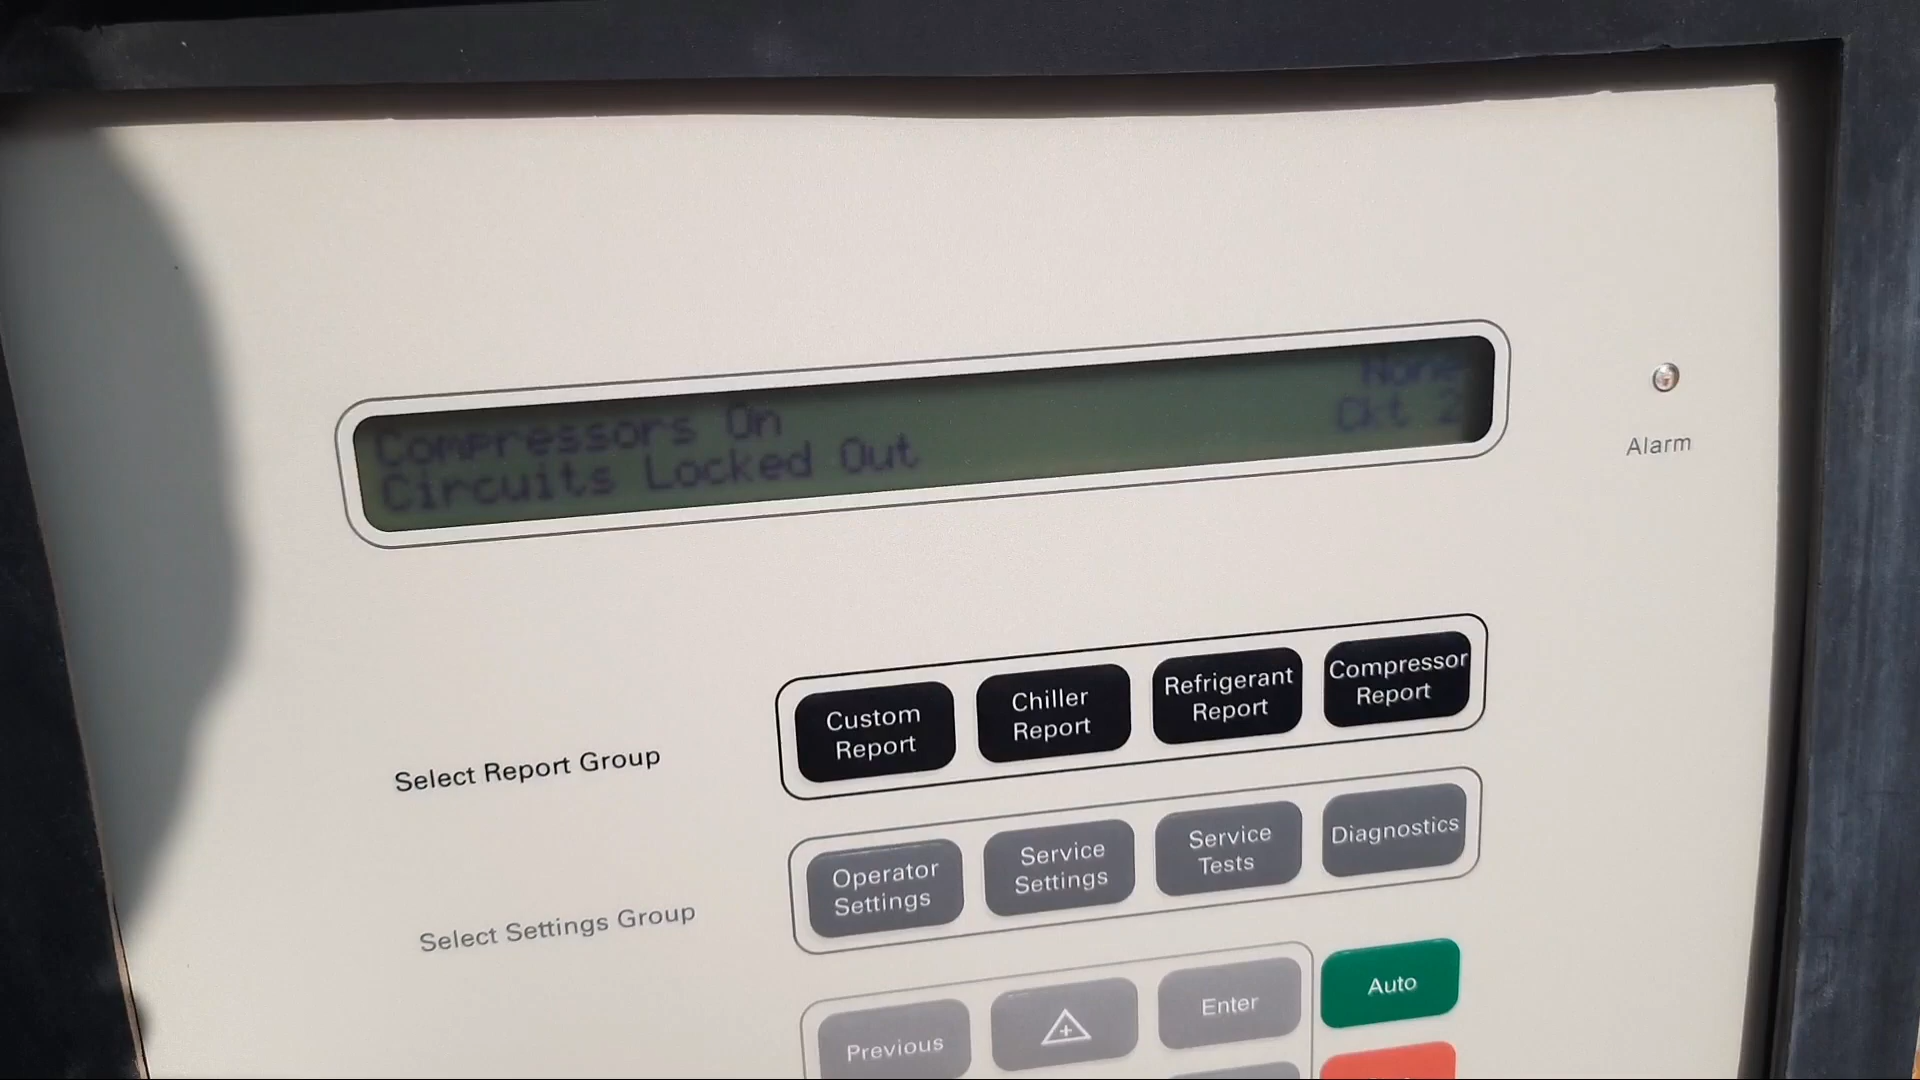 Compressors On None
Circuits Locked Out Ckt 2
Alarm
Select Report Group
Custom Report
Chiller Report
Refrigerant Report
Compressor Report
Select Settings Group
Operator Settings
Service Settings
Service Tests
Diagnostics
Previous
+
Enter
Auto